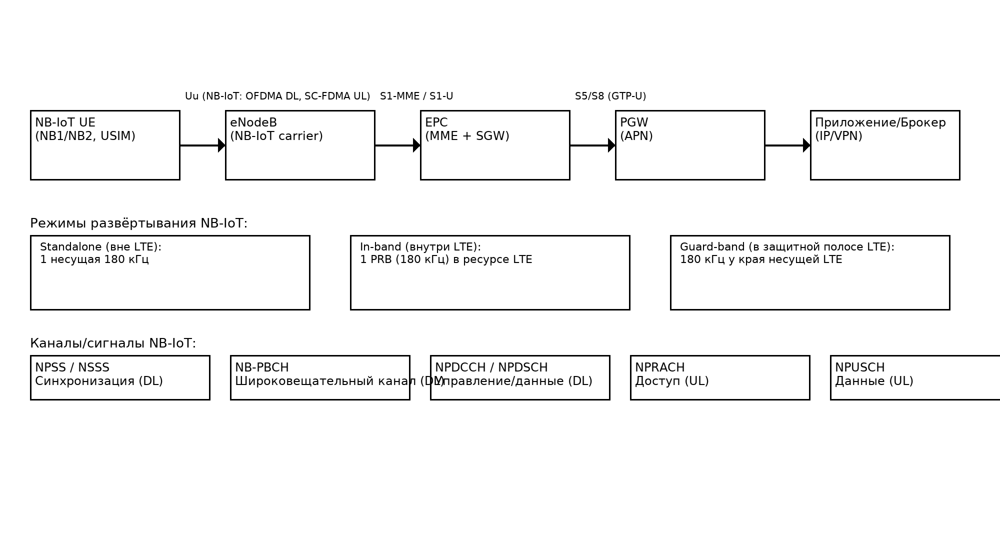 Uu (NB-IoT: OFDMA DL, SC-FDMA UL)
S1-MME / S1-U
S5/S8 (GTP-U)
NB-IoT UE
(NB1/NB2, USIM)
eNodeB
(NB-IoT carrier)
EPC
(MME + SGW)
PGW
(APN)
Приложение/Брокер
(IP/VPN)
Режимы развёртывания NB-IoT:
Standalone (вне LTE):
1 несущая 180 кГц
In-band (внутри LTE):
1 PRB (180 кГц) в ресурсе LTE
Guard-band (в защитной полосе LTE):
180 кГц у края несущей LTE
Каналы/сигналы NB-IoT:
NPSS / NSSS
Синхронизация (DL)
NB-PBCH
Широковещательный канал (DL)
NPDCCH / NPDSCH
Управление/данные (DL)
NPRACH
Доступ (UL)
NPUSCH
Данные (UL)